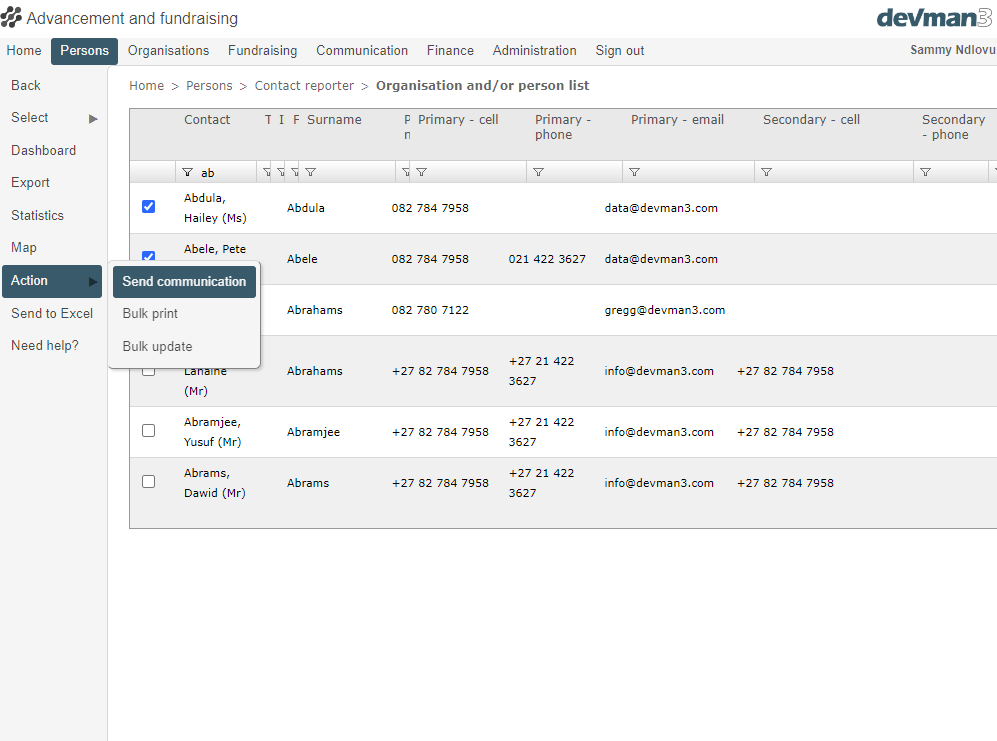 Advancement and fundraising
devman3
Home Persons Organisations Fundraising Communication Finance Administration Sign out Sammy Ndlovu
Back
Select
Dashboard
Export
Statistics
Map
Action
Send to Excel
Need help?
Send communication
Bulk print
Bulk update
Home > Persons > Contact reporter > Organisation and/or person list
Contact T I F Surname P Primary - cell Primary - Primary - email Secondary - cell Secondary
n phone - phone
ab
Abdula,
Hailey (Ms) Abdula 082 784 7958 data@devman3.com
Abele, Pete
Abele 082 784 7958 021 422 3627 data@devman3.com
Abrahams 082 780 7122 gregg@devman3.com
Lanaine Abrahams +27 82 784 7958 +27 21 422 info@devman3.com +27 82 784 7958
(Mr) 3627
Abramjee, +27 21 422
Yusuf (Mr) Abramjee +27 82 784 7958 3627 info@devman3.com +27 82 784 7958
Abrams, +27 21 422
Dawid (Mr) Abrams +27 82 784 7958 3627 info@devman3.com +27 82 784 7958